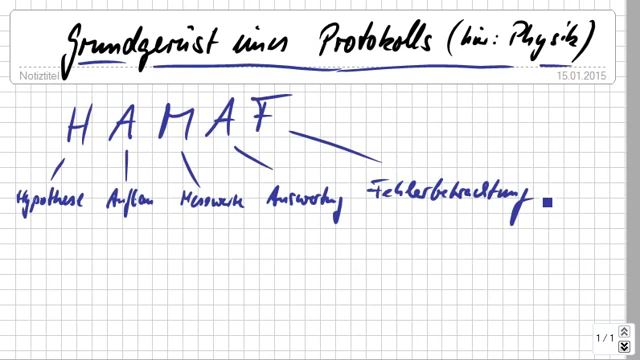 Grundgerüst eines Protokolls (hier: Physik)
Notiztitel 15.01.2015
H A M A F
Hypothese Aufbau Messwerte Auswertung Fehlerbetrachtung
1 / 1